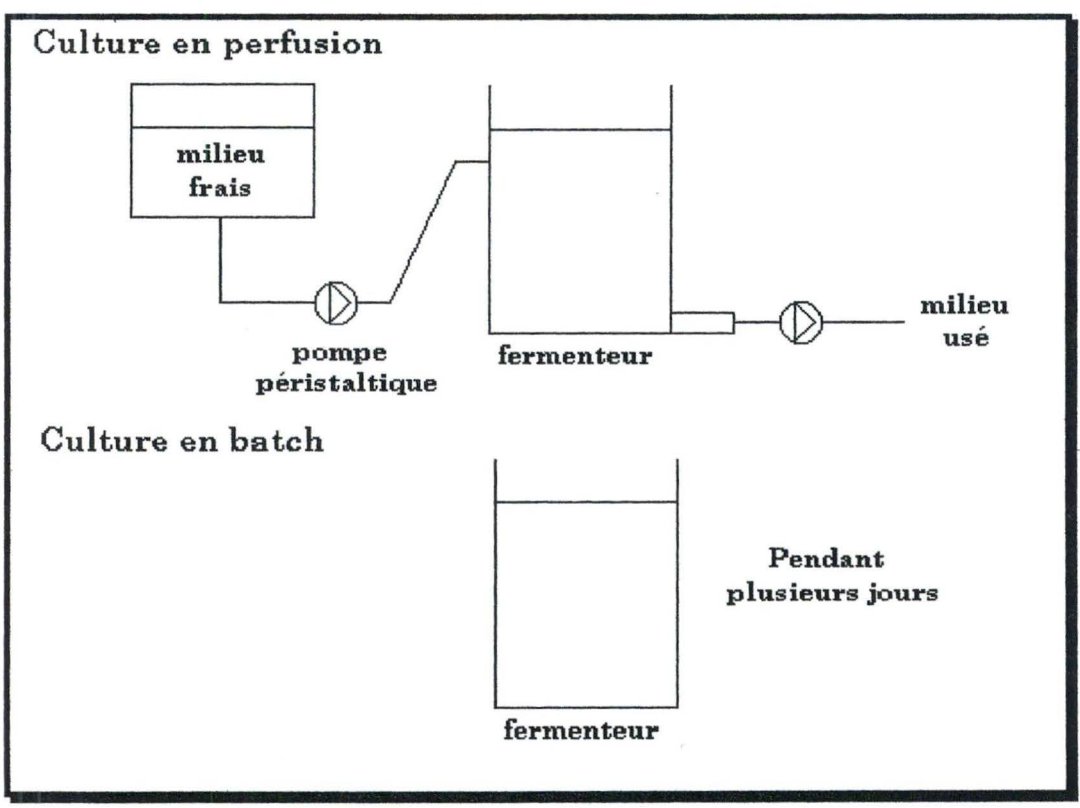 Culture en perfusion
milieu
frais
pompe
péristaltique
fermenteur
milieu
usé
Culture en batch
Pendant
plusieurs jours
fermenteur